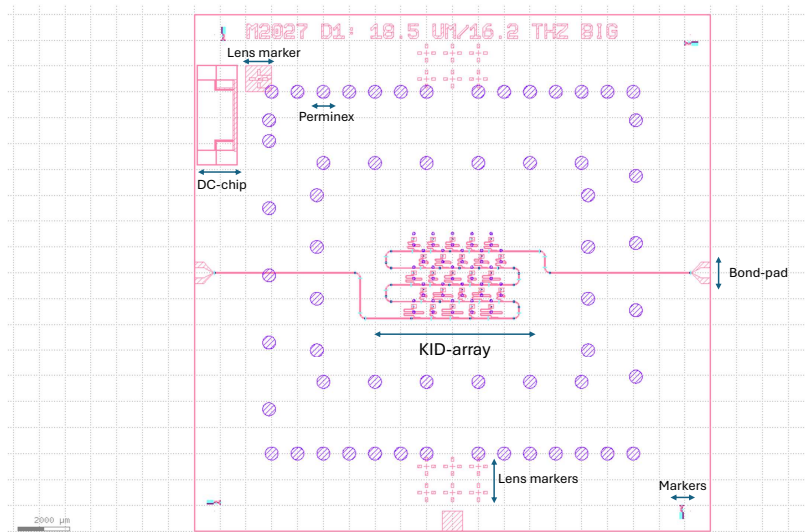 M2027 D1: 18.5 UM/16.2 THZ BIG
Lens marker
Perminex
DC-chip
Bond-pad
KID-array
Lens markers
Markers
2000 µm